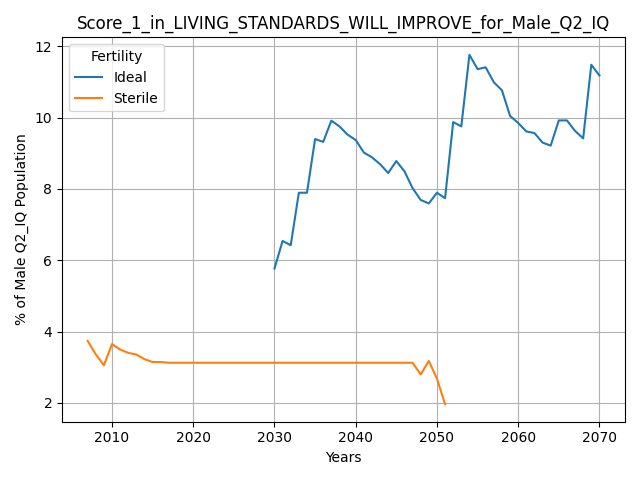 Score_1_in_LIVING_STANDARDS_WILL_IMPROVE_for_Male_Q2_IQ
Fertility
Ideal
Sterile
% of Male Q2_IQ Population
12
10
8
6
4
2
2010 2020 2030 2040 2050 2060 2070
Years